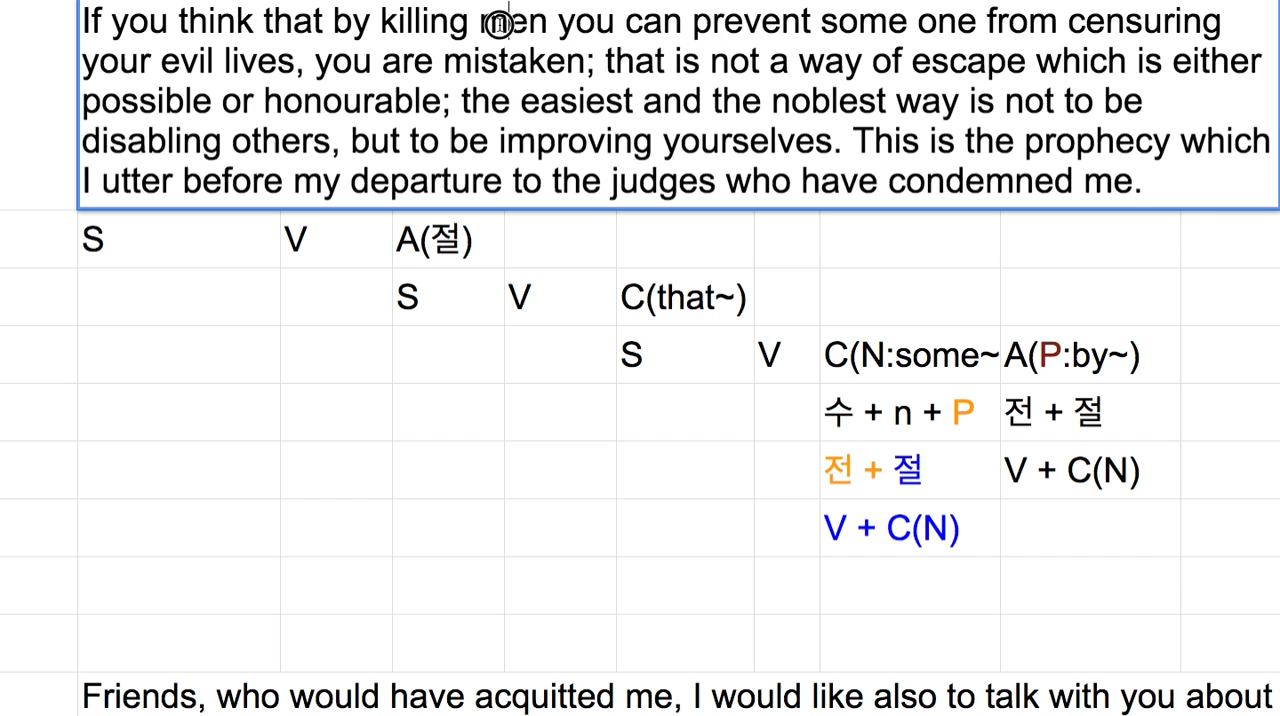 If you think that by killing men you can prevent some one from censuring
your evil lives, you are mistaken; that is not a way of escape which is either
possible or honourable; the easiest and the noblest way is not to be
disabling others, but to be improving yourselves. This is the prophecy which
I utter before my departure to the judges who have condemned me.
S V A(절)
S V C(that~)
S V C(N:some~ A(P:by~)
수 + n + P 전 + 절
전 + 절 V + C(N)
V + C(N)
Friends, who would have acquitted me, I would like also to talk with you about